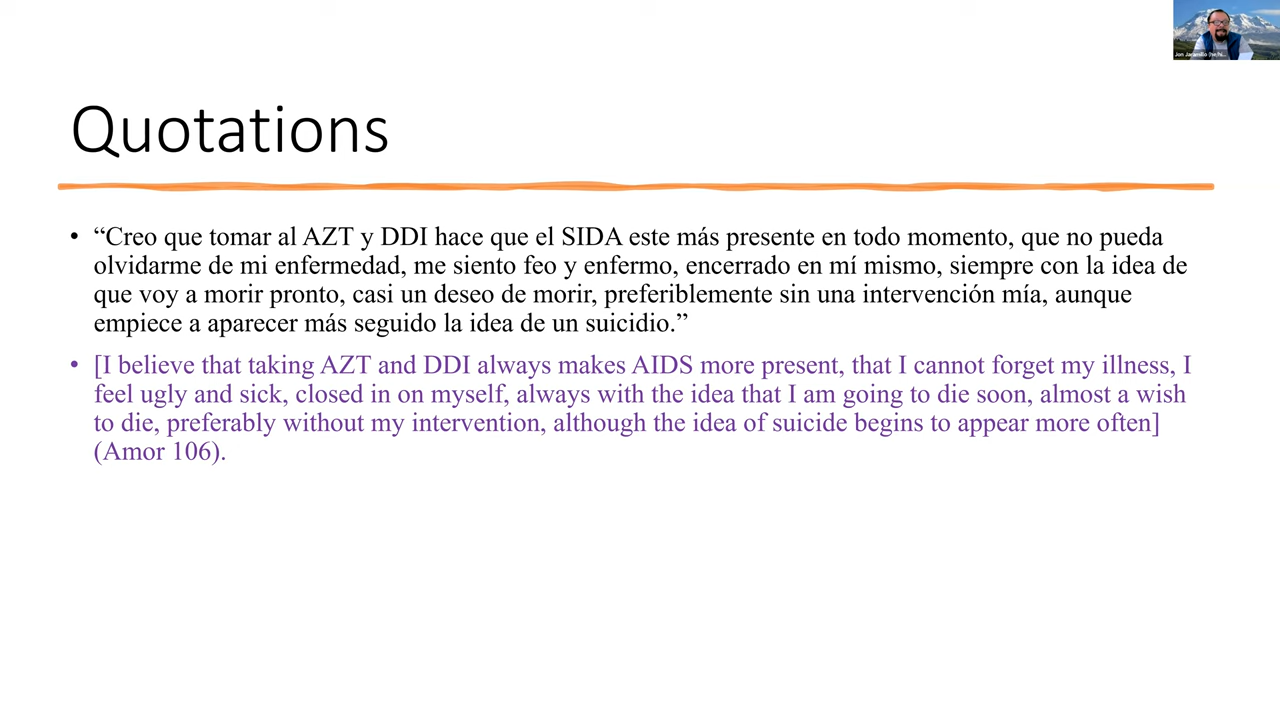 Jon Jaramillo
Quotations
• “Creo que tomar al AZT y DDI hace que el SIDA este más presente en todo momento, que no pueda
olvidarme de mi enfermedad, me siento feo y enfermo, encerrado en mí mismo, siempre con la idea de
que voy a morir pronto, casi un deseo de morir, preferiblemente sin una intervención mía, aunque
empiece a aparecer más seguido la idea de un suicidio.”
• [I believe that taking AZT and DDI always makes AIDS more present, that I cannot forget my illness, I
feel ugly and sick, closed in on myself, always with the idea that I am going to die soon, almost a wish
to die, preferably without my intervention, although the idea of suicide begins to appear more often]
(Amor 106).